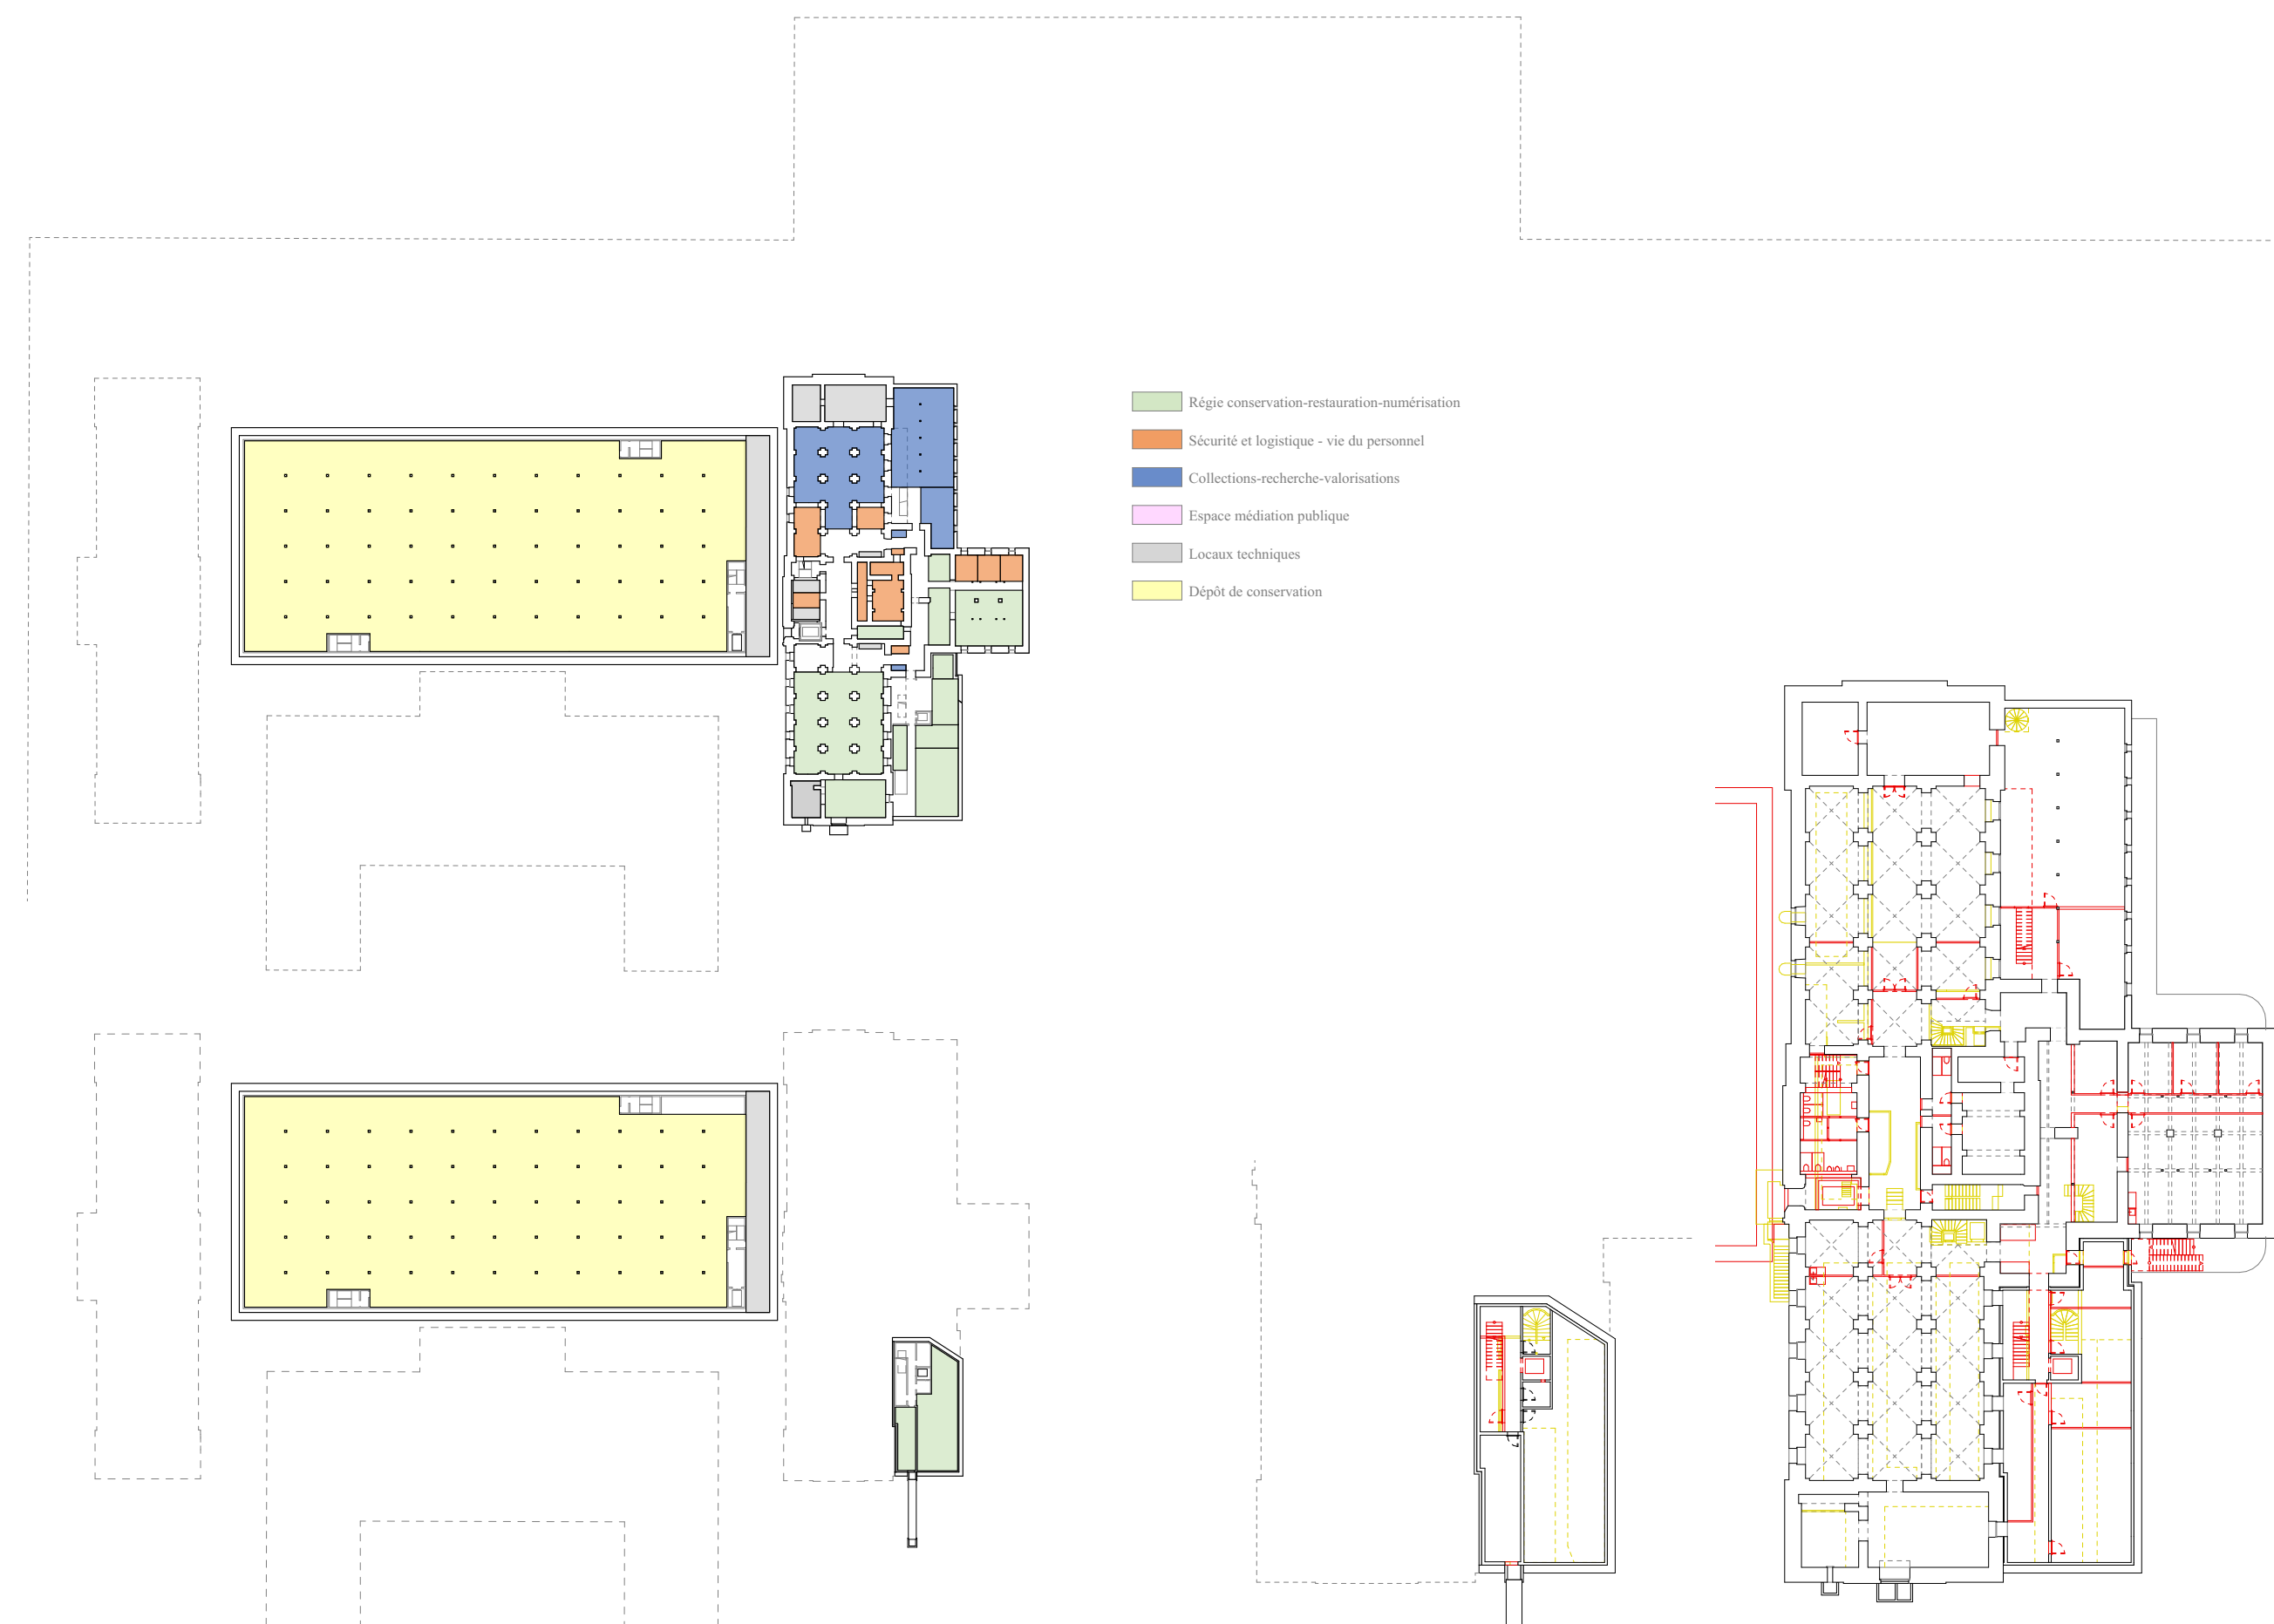 Régie conservation-restauration-numérisation
Sécurité et logistique - vie du personnel
Collections-recherche-valorisations
Espace médiation publique
Locaux techniques
Dépôt de conservation